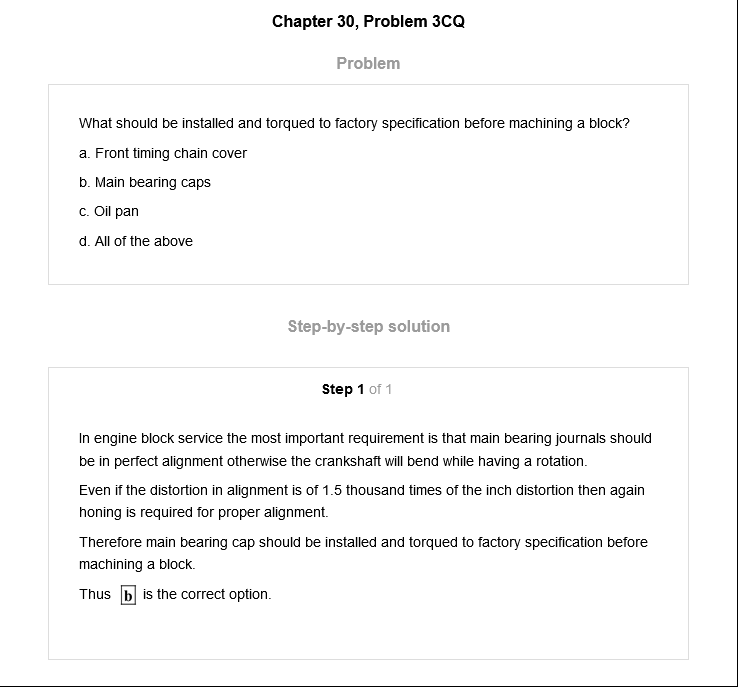 Chapter 30, Problem 3CQ
Problem
What should be installed and torqued to factory specification before machining a block?
a. Front timing chain cover
b. Main bearing caps
c. Oil pan
d. All of the above
Step-by-step solution
Step 1 of 1
In engine block service the most important requirement is that main bearing journals should
be in perfect alignment otherwise the crankshaft will bend while having a rotation.
Even if the distortion in alignment is of 1.5 thousand times of the inch distortion then again
honing is required for proper alignment.
Therefore main bearing cap should be installed and torqued to factory specification before
machining a block.
Thus b is the correct option.